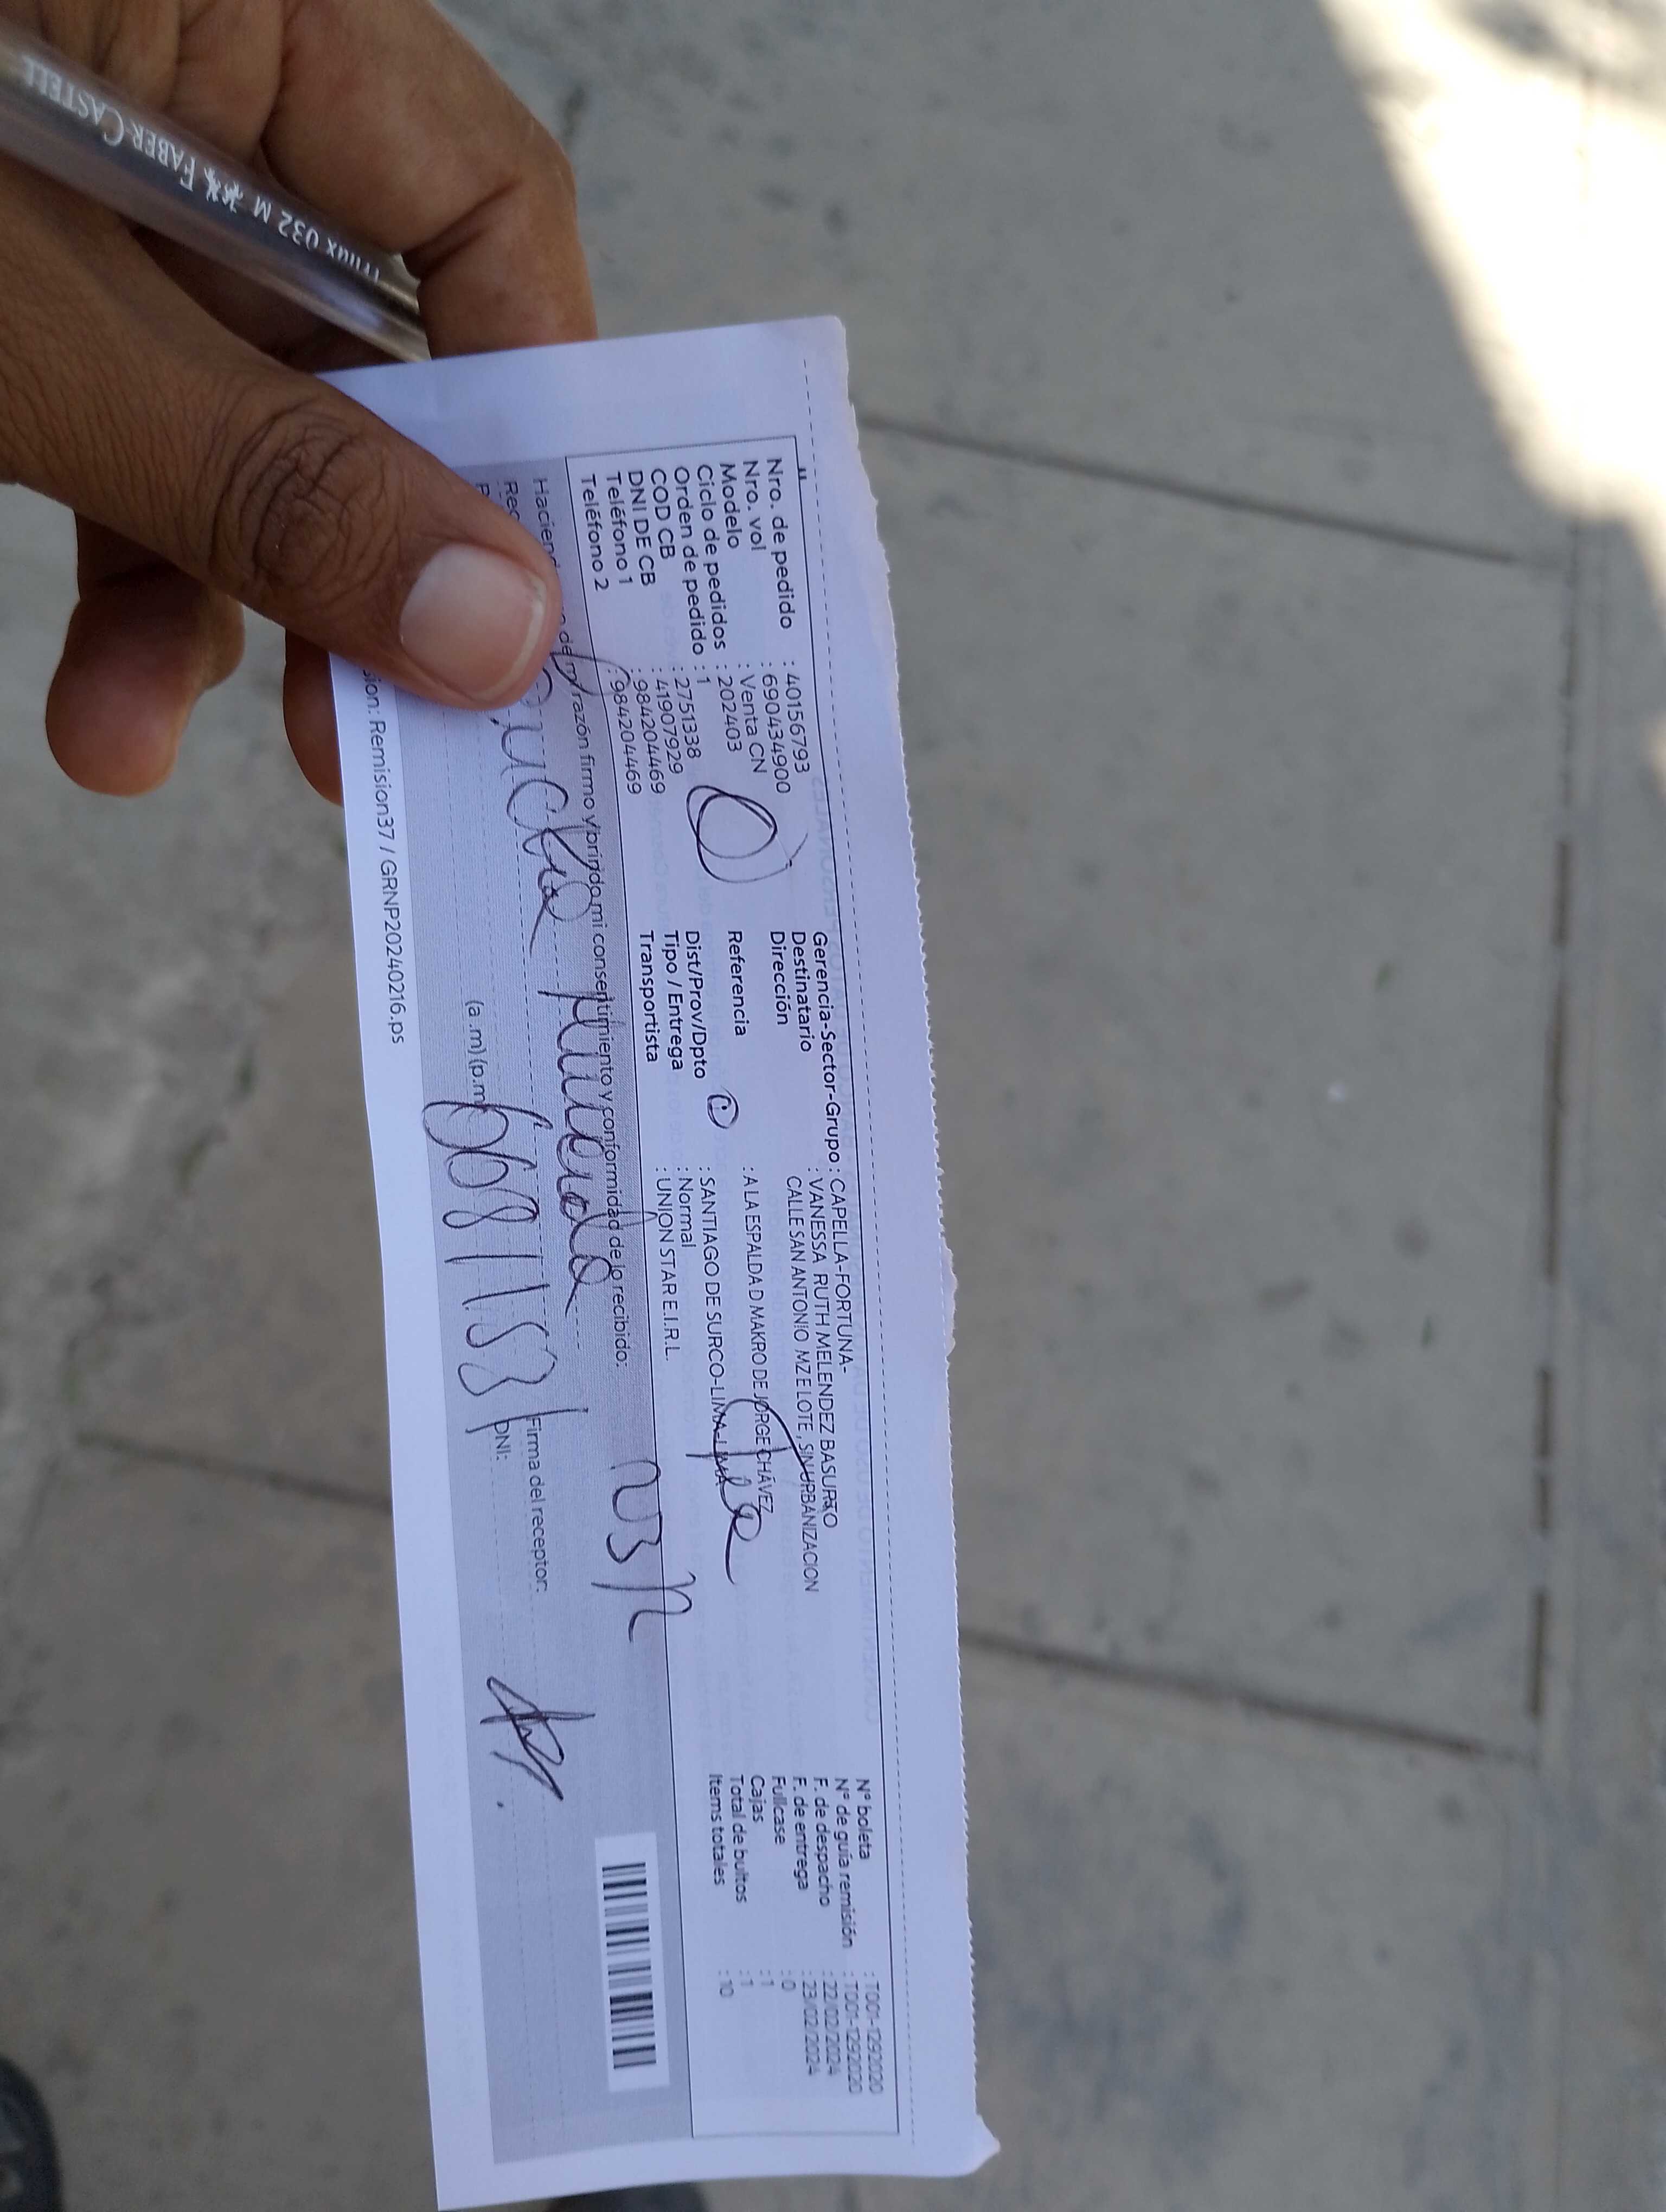 Nro. de pedido : 40156793
Nro. vol : 690434900
Modelo : Venta CN
Ciclo de pedidos : 202403
Orden de pedido : 1
COD CB : 2751338
DNI DE CB : 41907929
Teléfono 1 : 984204469
Teléfono 2 : 984204469
Gerencia-Sector-Grupo : CAPELLA-FORTUNA-
Destinatario : VANESSA RUTH MELENDEZ BASURTO
Dirección CALLE SAN ANTONIO MZ E LOTE , SIN URBANIZACION
Referencia : A LA ESPALDA D MAKRO DE JORGE CHÁVEZ
Dist/Prov/Dpto : SANTIAGO DE SURCO-LIMA-LIMA
Tipo / Entrega : Normal
Transportista : UNION STAR E.I.R.L.
N° boleta : T001-1292020
N° de guía remisión : T001-1292020
F. de despacho : 22/02/2024
F. de entrega : 23/02/2024
Fullcase : 0
Cajas : 1
Total de bultos : 1
Items totales : 10
razón firmo y brindo mi consentimiento y conformidad de lo recibido:
Firma del receptor:
(a .m) (p.m
DNI:
Remision37 / GRNP20240216.ps
Trilux 032 M FABER-CASTELL